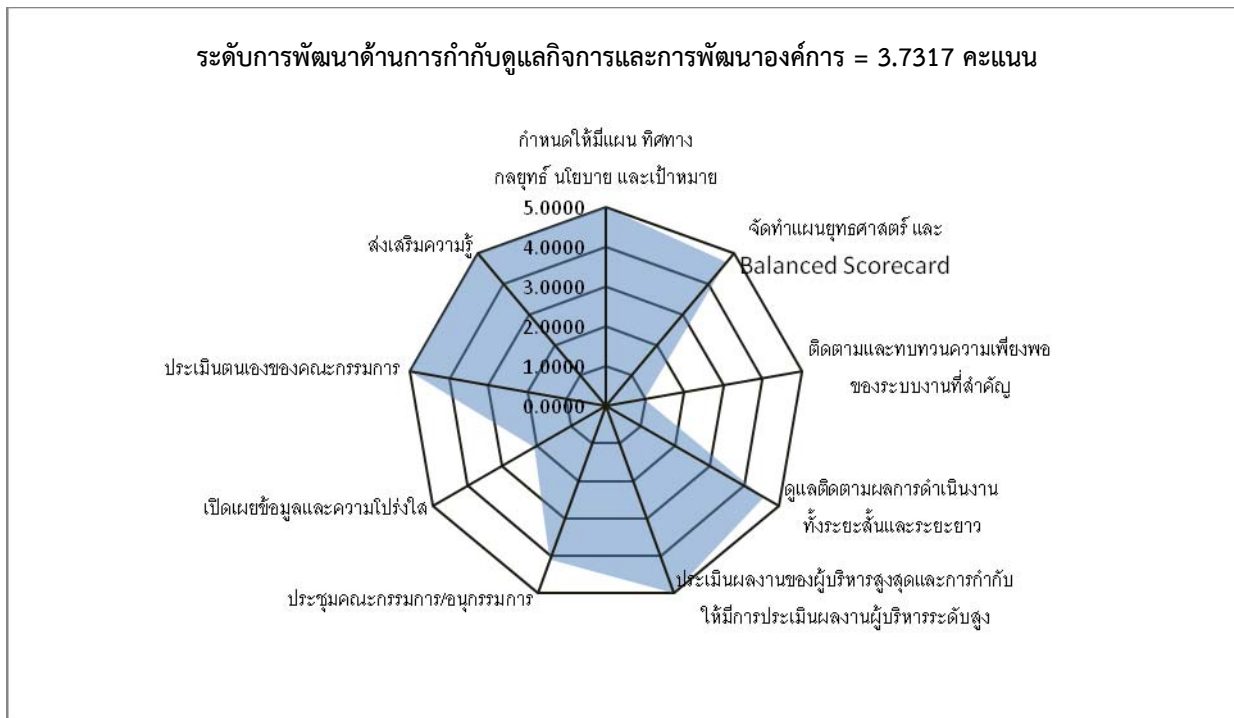 ระดับการพัฒนาด้านการกำกับดูแลกิจการและการพัฒนาองค์การ = 3.7317 คะแนน
กำหนดให้มีแผน ทิศทาง
กลยุทธ์ นโยบาย และเป้าหมาย
5.0000
4.0000
3.0000
2.0000
1.0000
0.0000
จัดทำแผนยุทธศาสตร์ และ
Balanced Scorecard
ติดตามและทบทวนความเพียงพอ
ของระบบงานที่สำคัญ
ดูแลติดตามผลการดำเนินงาน
ทั้งระยะสั้นและระยะยาว
ประเมินผลงานของผู้บริหารสูงสุดและการกำกับ
ให้มีการประเมินผลงานผู้บริหารระดับสูง
ประชุมคณะกรรมการ/อนุกรรมการ
เปิดเผยข้อมูลและความโปร่งใส
ประเมินตนเองของคณะกรรมการ
ส่งเสริมความรู้